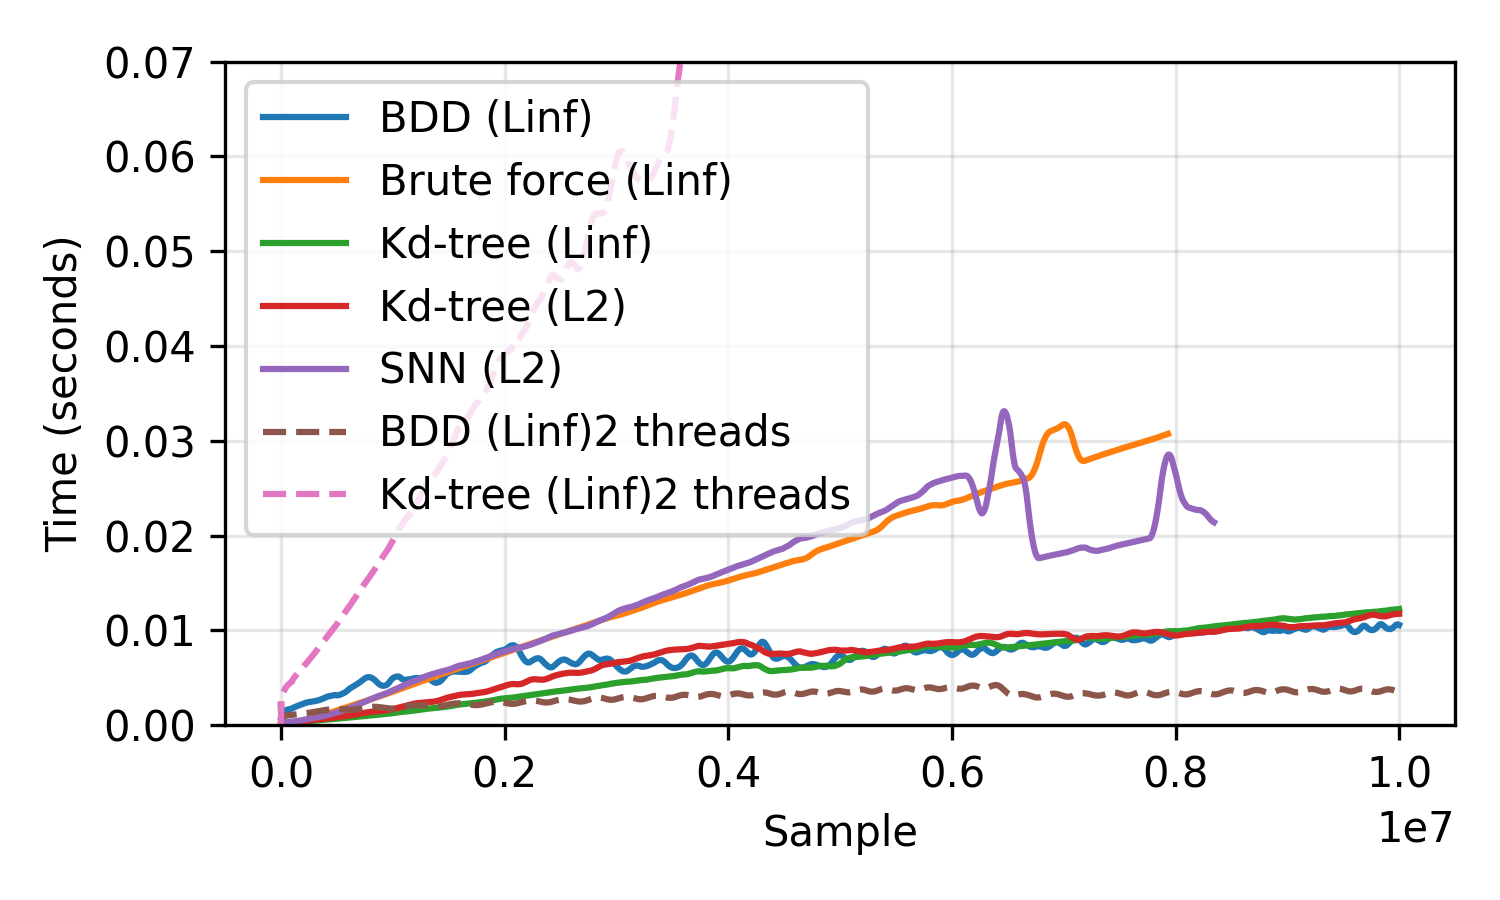 0.07
0.06
0.05
0.04
0.03
0.02
0.01
0.00
Time (seconds)
BDD (Linf)
Brute force (Linf)
Kd-tree (Linf)
Kd-tree (L2)
SNN (L2)
BDD (Linf)2 threads
Kd-tree (Linf)2 threads
0.0 0.2 0.4 0.6 0.8 1.0
1e7
Sample